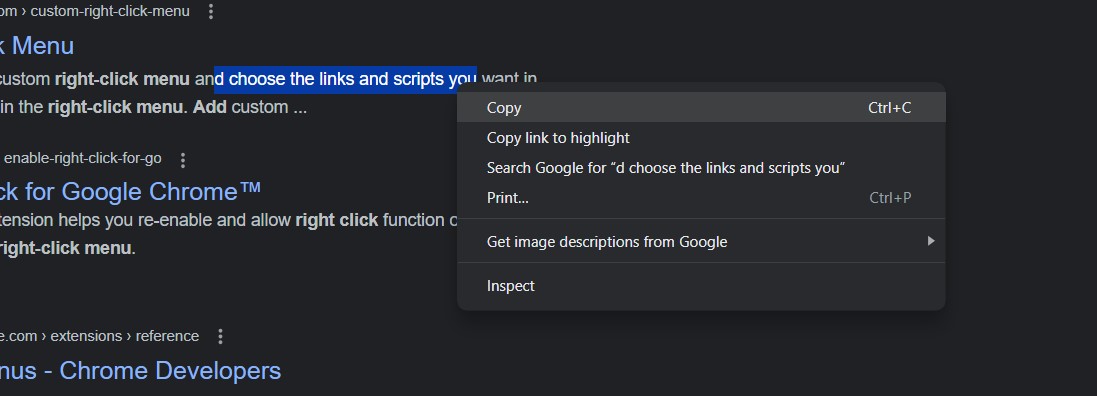 om › custom-right-click-menu
k Menu
custom right-click menu and choose the links and scripts you want in
in the right-click menu. Add custom ...
Copy Ctrl+C
Copy link to highlight
Search Google for “d choose the links and scripts you”
Print... Ctrl+P
Get image descriptions from Google
Inspect
enable-right-click-for-go
ck for Google Chrome™
tension helps you re-enable and allow right click function
right-click menu.
e.com › extensions › reference
nus - Chrome Developers